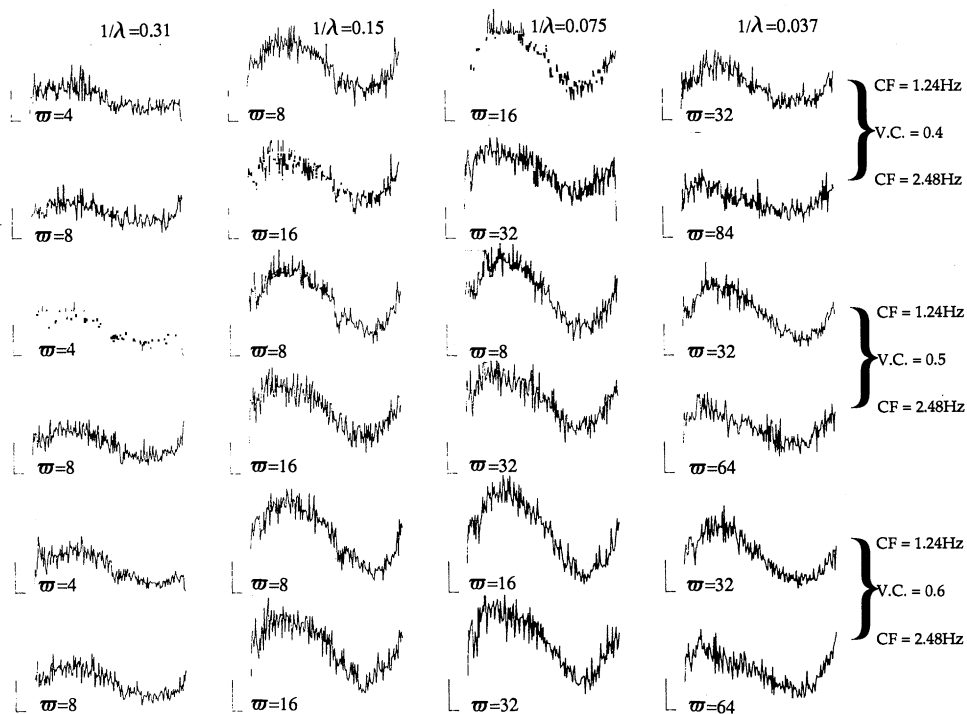 1/λ=0.31 1/λ=0.15 1/λ=0.075 1/λ=0.037
ϖ=4 ϖ=8 ϖ=16 ϖ=32
CF = 1.24Hz
V.C. = 0.4
CF = 2.48Hz
ϖ=8 ϖ=16 ϖ=32 ϖ=84
ϖ=4 ϖ=8 ϖ=8 ϖ=32
CF = 1.24Hz
V.C. = 0.5
CF = 2.48Hz
ϖ=8 ϖ=16 ϖ=32 ϖ=64
ϖ=4 ϖ=8 ϖ=16 ϖ=32
CF = 1.24Hz
V.C. = 0.6
CF = 2.48Hz
ϖ=8 ϖ=16 ϖ=32 ϖ=64